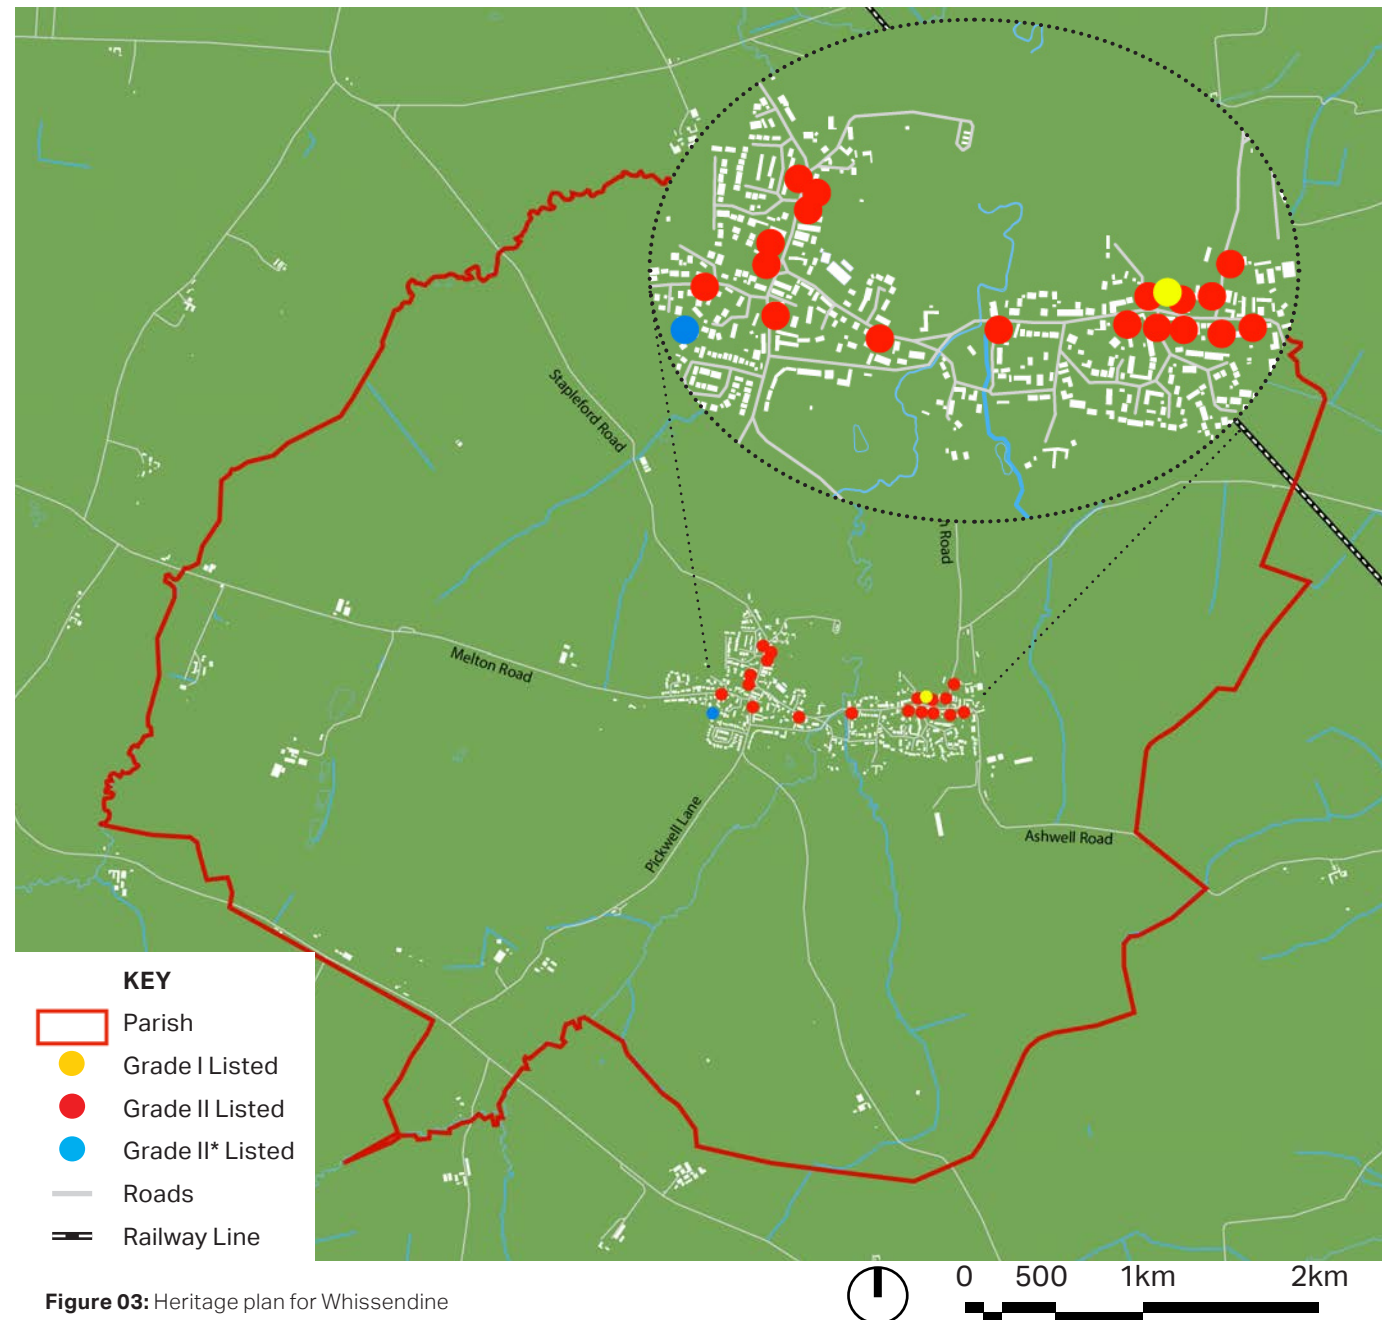 Stapleford Road
n Road
Melton Road
Pickwell Lane
Ashwell Road
KEY
Parish
Grade I Listed
Grade II Listed
Grade II* Listed
Roads
Railway Line
0 500 1km 2km
Figure 03: Heritage plan for Whissendine